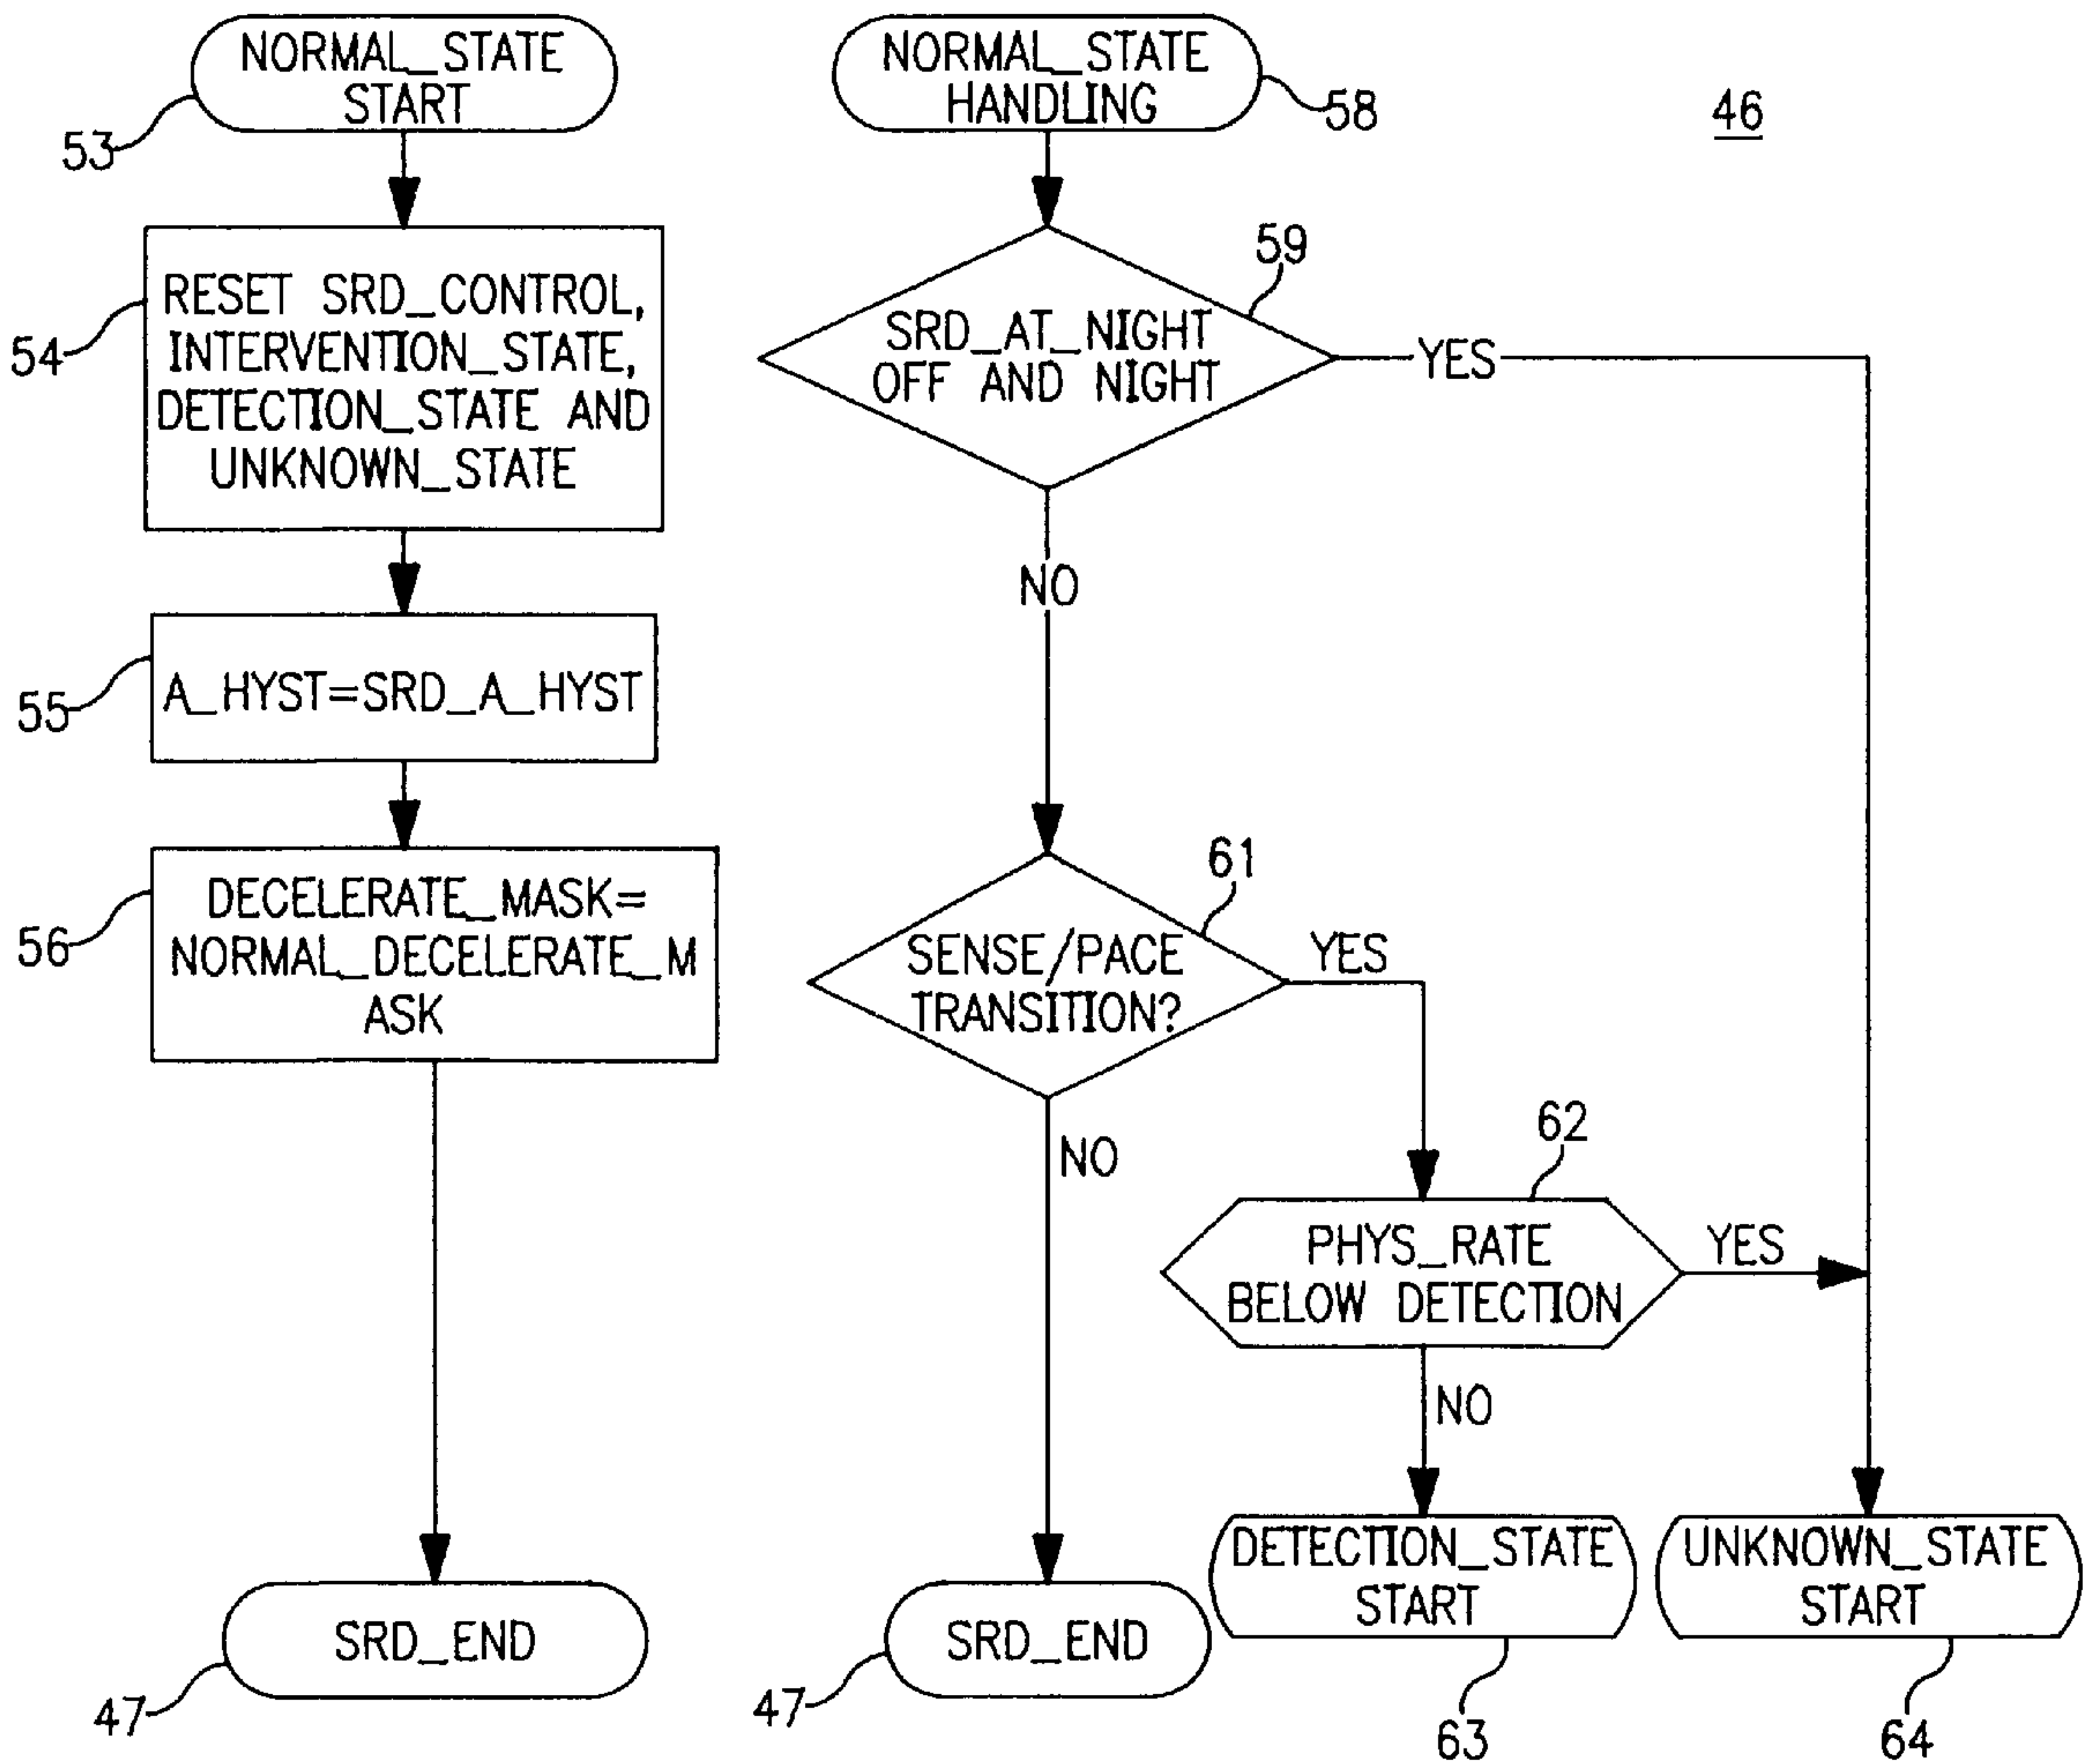 NORMAL_STATE
START
53
RESET SRD_CONTROL,
INTERVENTION_STATE,
DETECTION_STATE AND
UNKNOWN_STATE
54
A_HYST=SRD_A_HYST
55
DECELERATE_MASK=
NORMAL_DECELERATE_M
ASK
56
SRD_END
47
NORMAL_STATE
HANDLING
58
46
59
SRD_AT_NIGHT
OFF AND NIGHT
YES
NO
61
SENSE/PACE
TRANSITION?
YES
NO
62
PHYS_RATE
BELOW DETECTION
YES
NO
SRD_END
47
DETECTION_STATE
START
63
UNKNOWN_STATE
START
64